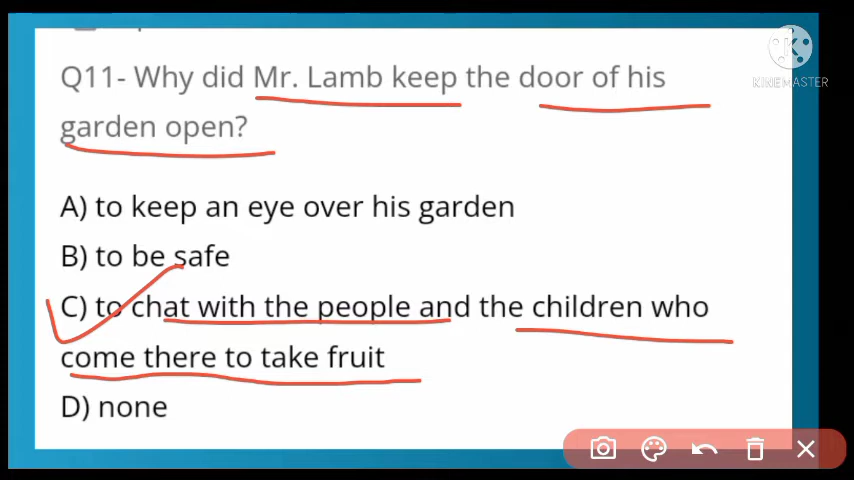 KINEMASTER
Q11- Why did Mr. Lamb keep the door of his
garden open?
A) to keep an eye over his garden
B) to be safe
C) to chat with the people and the children who
come there to take fruit
D) none